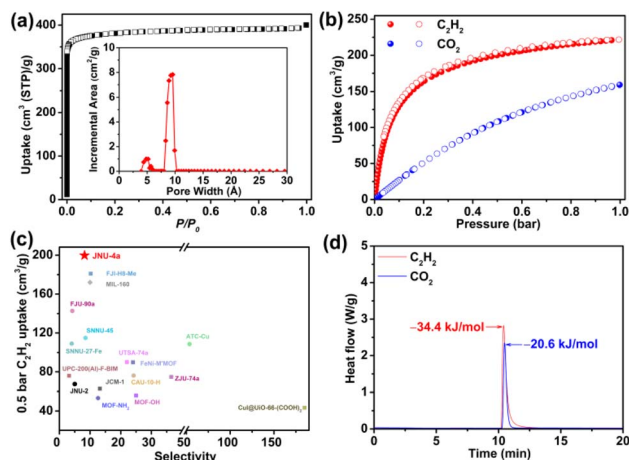 (a)
400
300
200
100
0
Uptake (cm³ (STP)/g)
10
8
6
4
2
0
Incremental Area (cm²/g)
0 5 10 15 20 25 30
Pore Width (Å)
0.0 0.2 0.4 0.6 0.8 1.0
P/P₀
(b)
250
200
150
100
50
0
Uptake (cm³/g)
C₂H₂
CO₂
0.0 0.2 0.4 0.6 0.8 1.0
Pressure (bar)
(c)
200
160
120
80
40
0.5 bar C₂H₂ uptake (cm³/g)
JNU-4a
FJI-H8-Me
MIL-160
FJU-90a
SNNU-45
SNNU-27-Fe
ATC-Cu
UTSA-74a
FeNi-M'MOF
UPC-200(Al)-F-BIM
JCM-1
CAU-10-H
ZJU-74a
JNU-2
MOF-NH₂
MOF-OH
CuI@UiO-66-(COOH)₂
0 10 20 30
Selectivity
(d)
5
4
3
2
1
0
Heat flow (W/g)
C₂H₂
CO₂
−34.4 kJ/mol
−20.6 kJ/mol
0 5 10 15 20
Time (min)